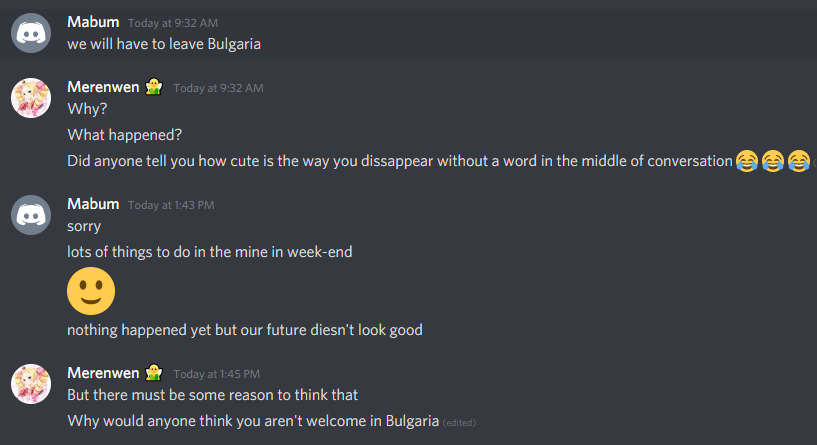 Mabum Today at 9:32 AM
we will have to leave Bulgaria
Merenwen Today at 9:32 AM
Why?
What happened?
Did anyone tell you how cute is the way you dissappear without a word in the middle of conversation😂😂😂
Mabum Today at 1:43 PM
sorry
lots of things to do in the mine in week-end
🙂
nothing happened yet but our future diesn't look good
Merenwen Today at 1:45 PM
But there must be some reason to think that
Why would anyone think you aren't welcome in Bulgaria (edited)